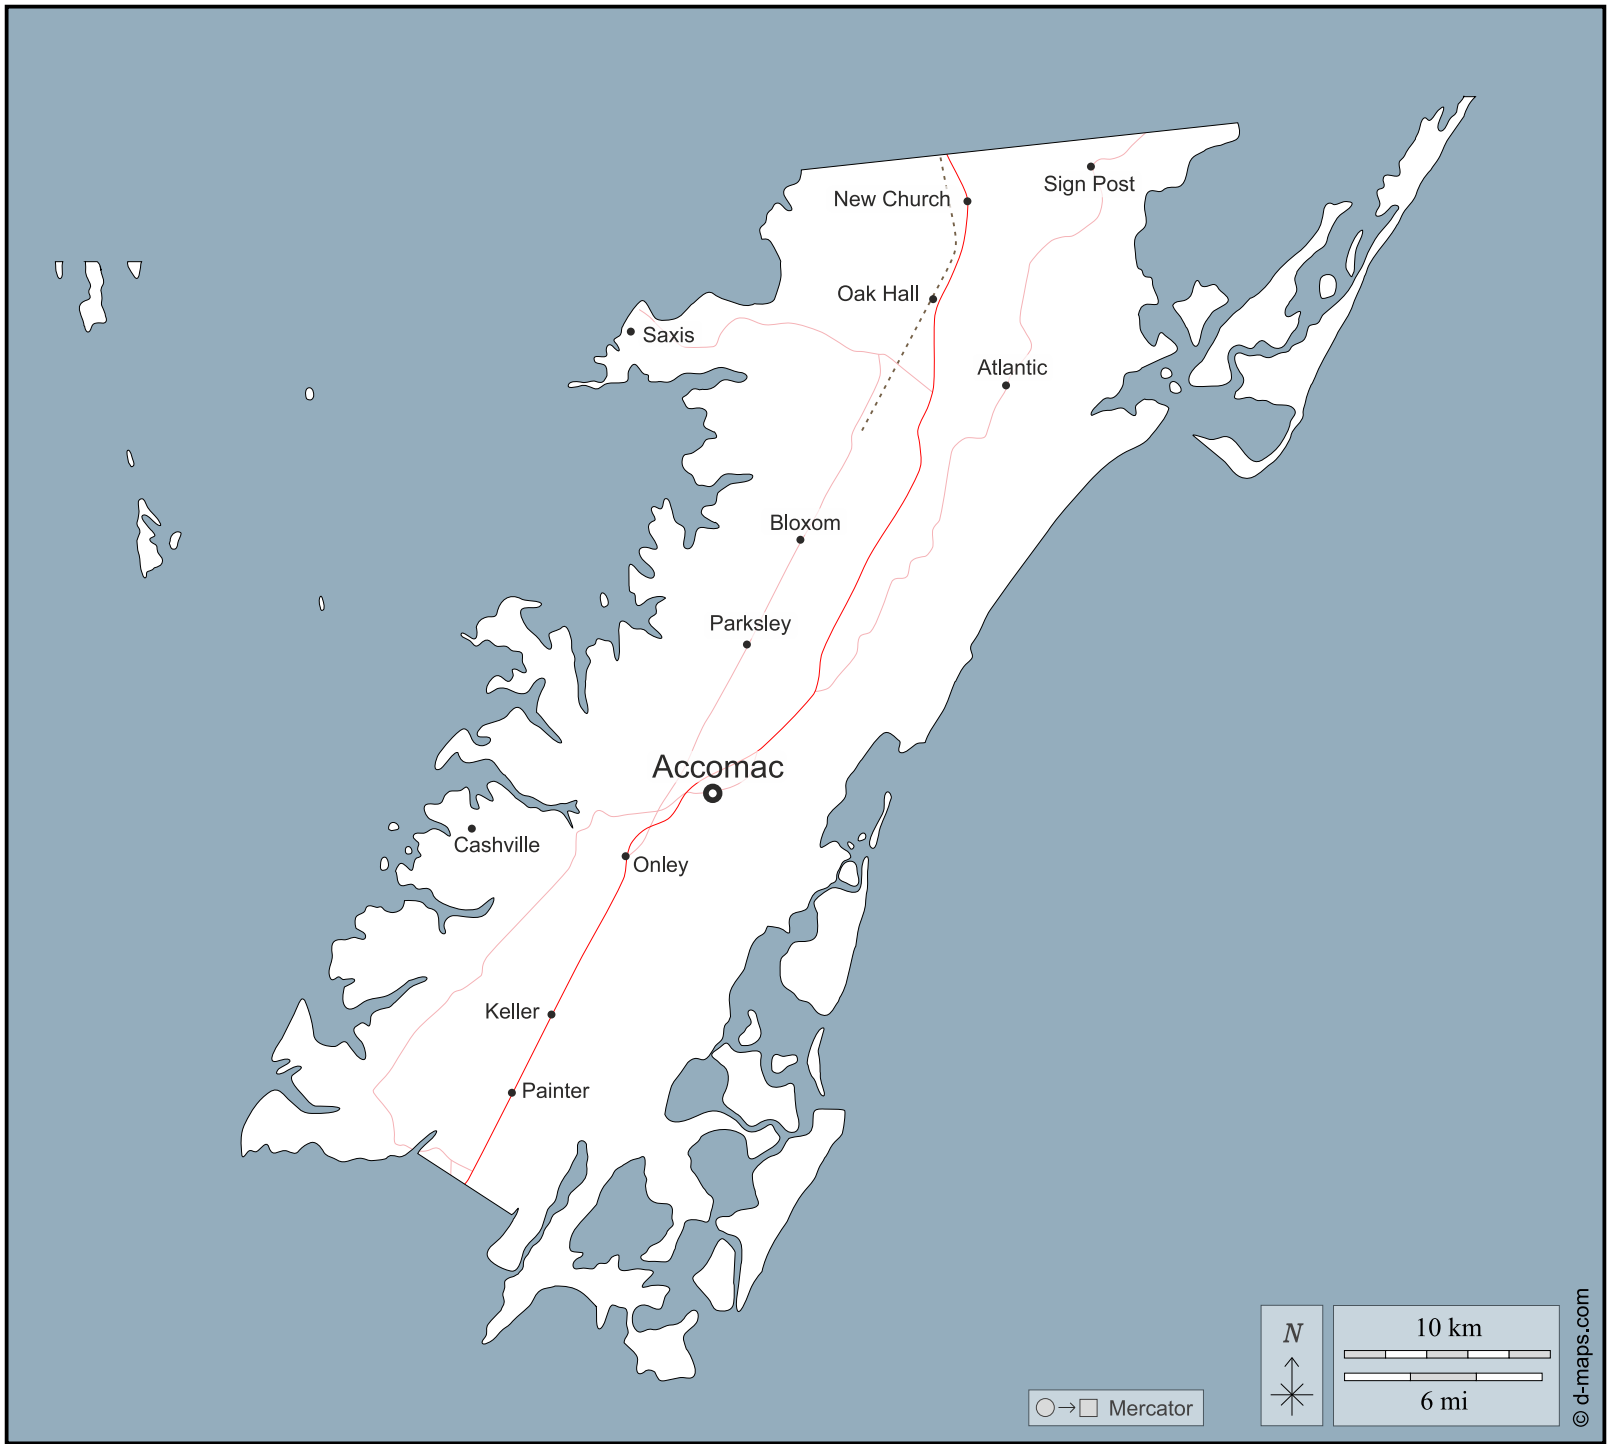 New Church
Sign Post
Oak Hall
Saxis
Atlantic
Bloxom
Parksley
Accomac
Cashville
Onley
Keller
Painter
N
10 km
6 mi
Mercator
© d-maps.com